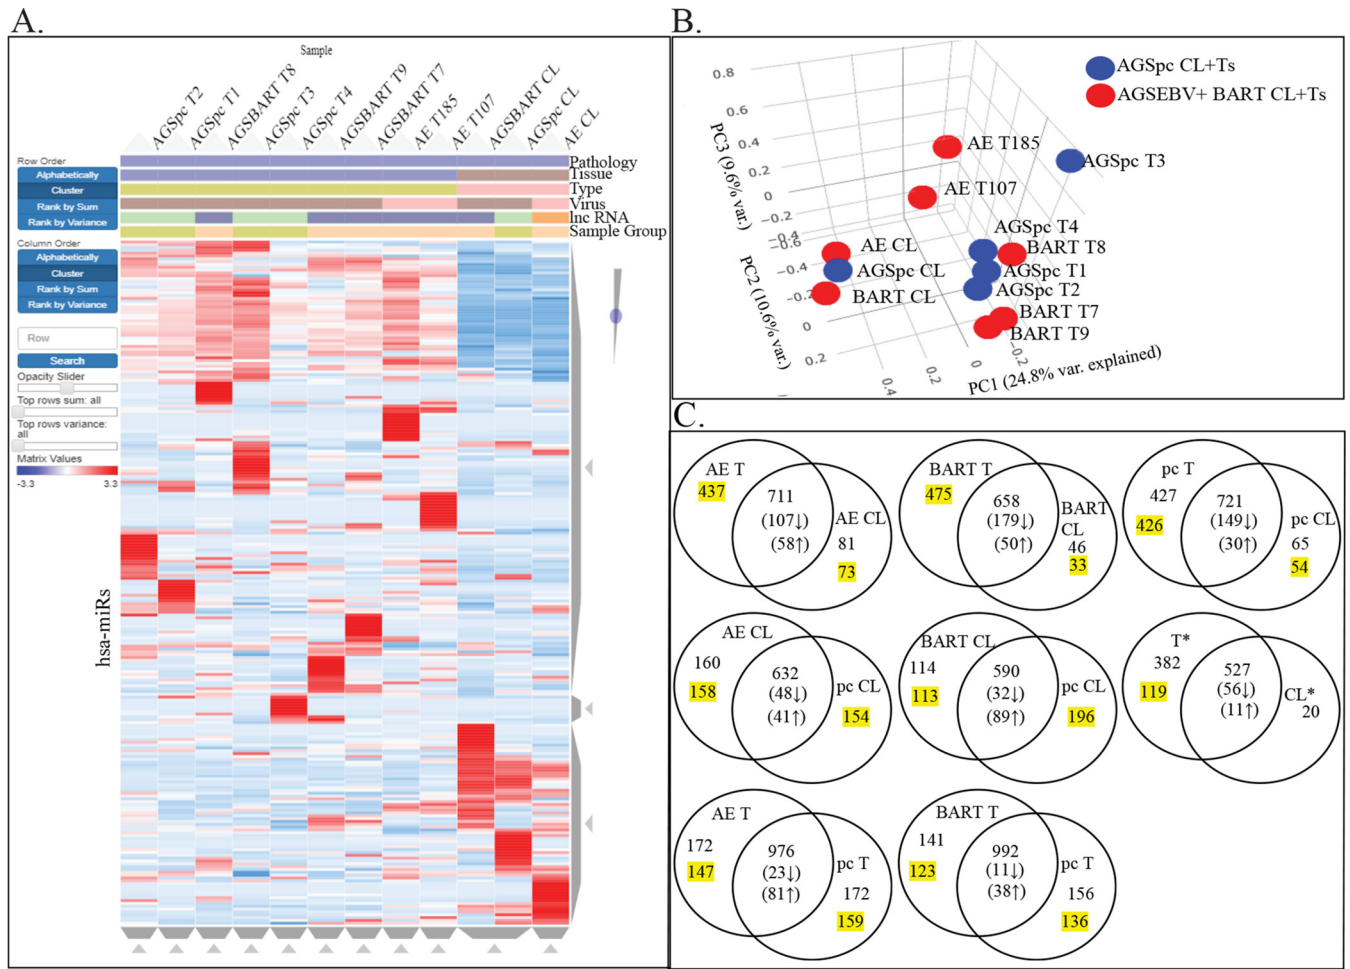 A.
Sample
AGSpc T2
AGSpc T1
AGSBART T8
AGSpc T3
AGSpc T4
AGSBART T9
AGSBART T7
AE T185
AE T107
AGSBART CL
AGSpc CL
AE CL
Pathology
Tissue
Type
Virus
lnc RNA
Sample Group
Row Order
Alphabetically
Cluster
Rank by Sum
Rank by Variance
Column Order
Alphabetically
Cluster
Rank by Sum
Rank by Variance
Row
Search
Opacity Slider
Top rows sum: all
Top rows variance:
all
Matrix Values
-3.3 3.3
hsa-miRs
B.
AGSpc CL+Ts
AGSEBV+ BART CL+Ts
PC3 (9.6% var.)
0.8
0.6
0.4
0.2
0
−0.2
−0.4
−0.6
−0.4
−0.2
0
0.2
PC2 (10.6% var.)
0.4
0.2
0
−0.2
PC1 (24.8% var. explained)
AE T185
AGSpc T3
AE T107
AGSpc T4
BART T8
AE CL
AGSpc CL
AGSpc T1
AGSpc T2
BART CL
BART T7
BART T9
C.
AE T
437
711
(107↓)
(58↑)
AE CL
81
73
BART T
475
658
(179↓)
(50↑)
BART
CL
46
33
pc T
427
426
721
(149↓)
(30↑)
pc CL
65
54
AE CL
160
158
632
(48↓)
(41↑)
pc CL
154
BART CL
114
113
590
(32↓)
(89↑)
pc CL
196
T*
382
119
527
(56↓)
(11↑)
CL*
20
AE T
172
147
976
(23↓)
(81↑)
pc T
172
159
BART T
141
123
992
(11↓)
(38↑)
pc T
156
136